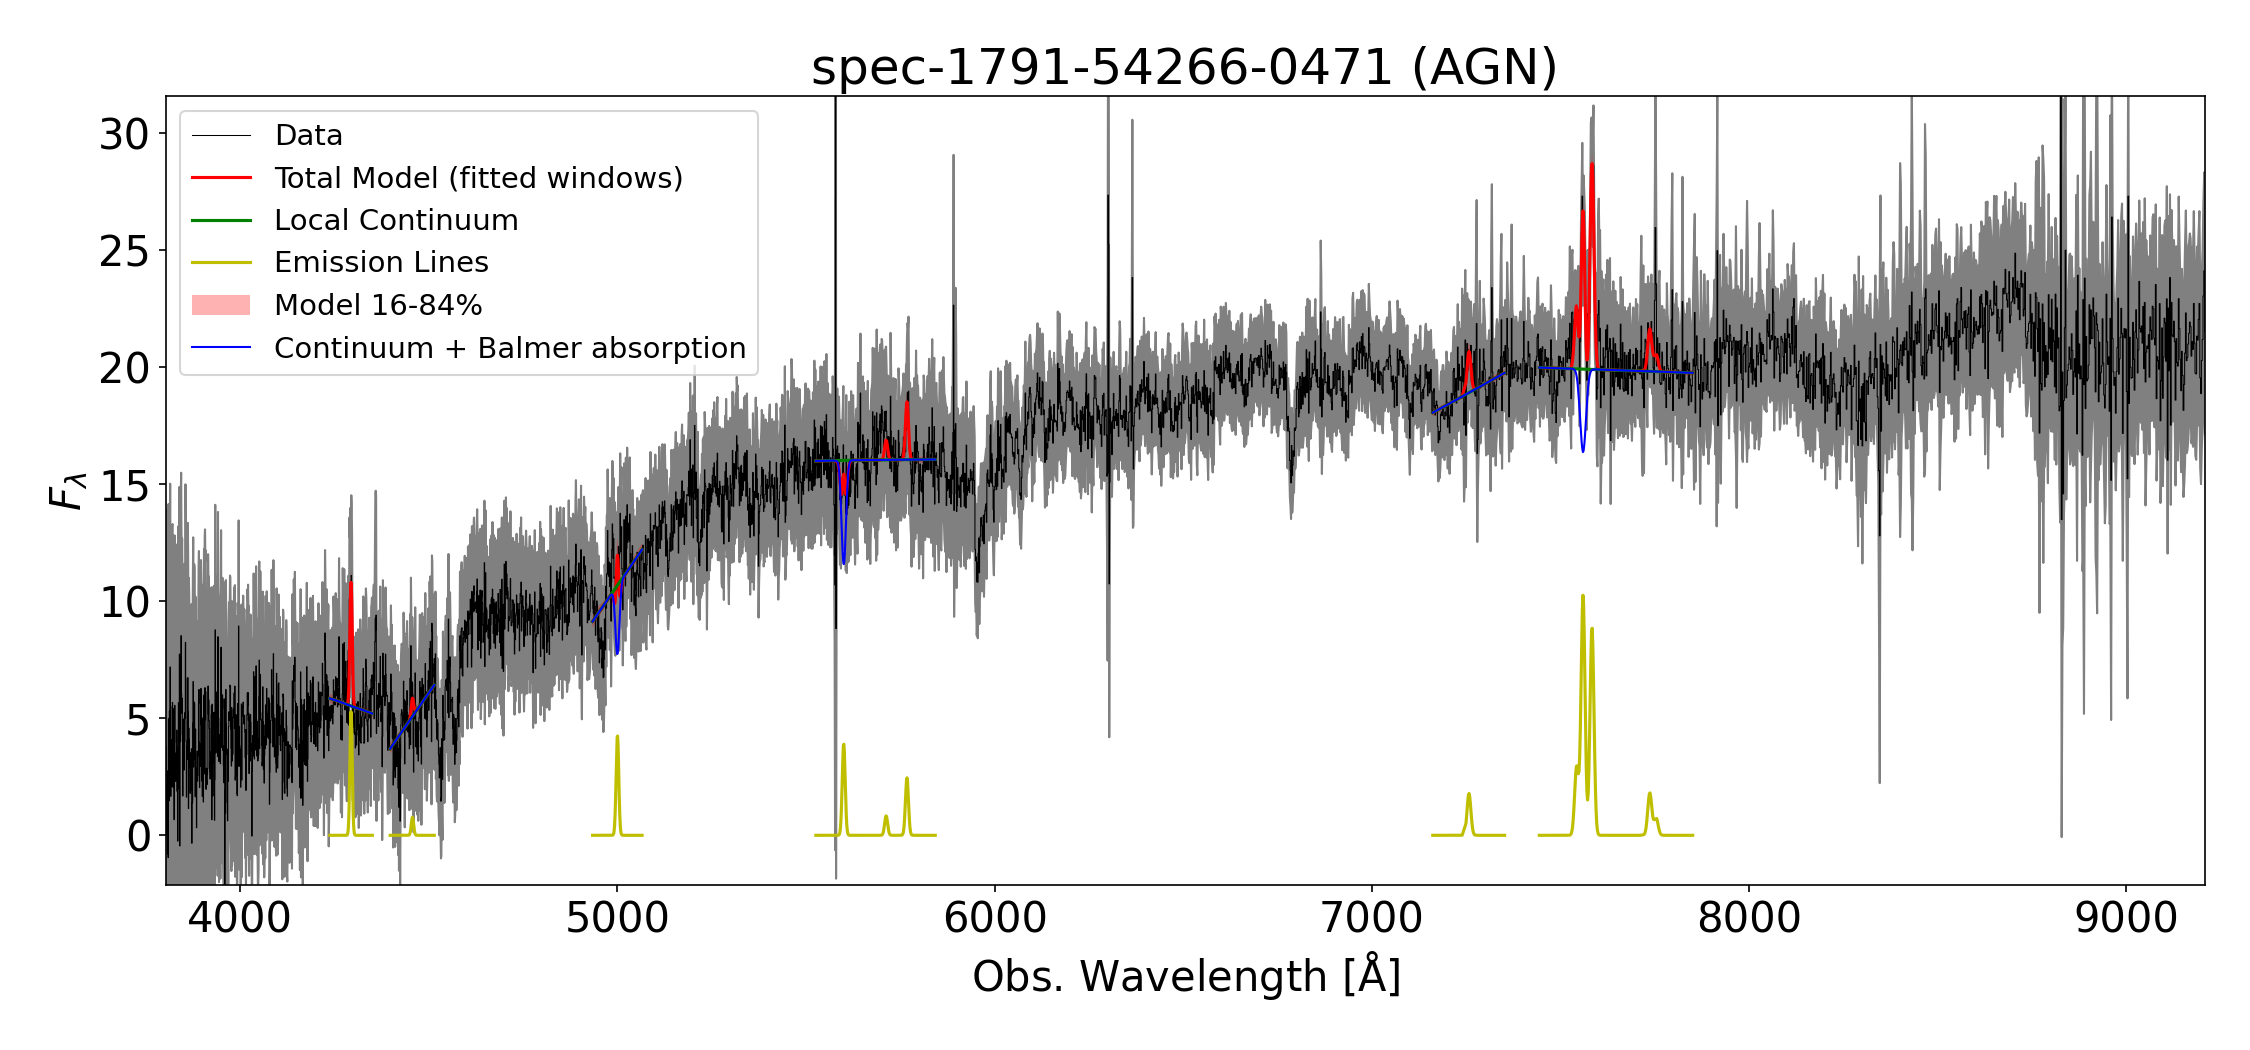 spec-1791-54266-0471 (AGN)
Data
Total Model (fitted windows)
Local Continuum
Emission Lines
Model 16-84%
Continuum + Balmer absorption
30
25
20
15
10
5
0
Fλ
4000 5000 6000 7000 8000 9000
Obs. Wavelength [Å]